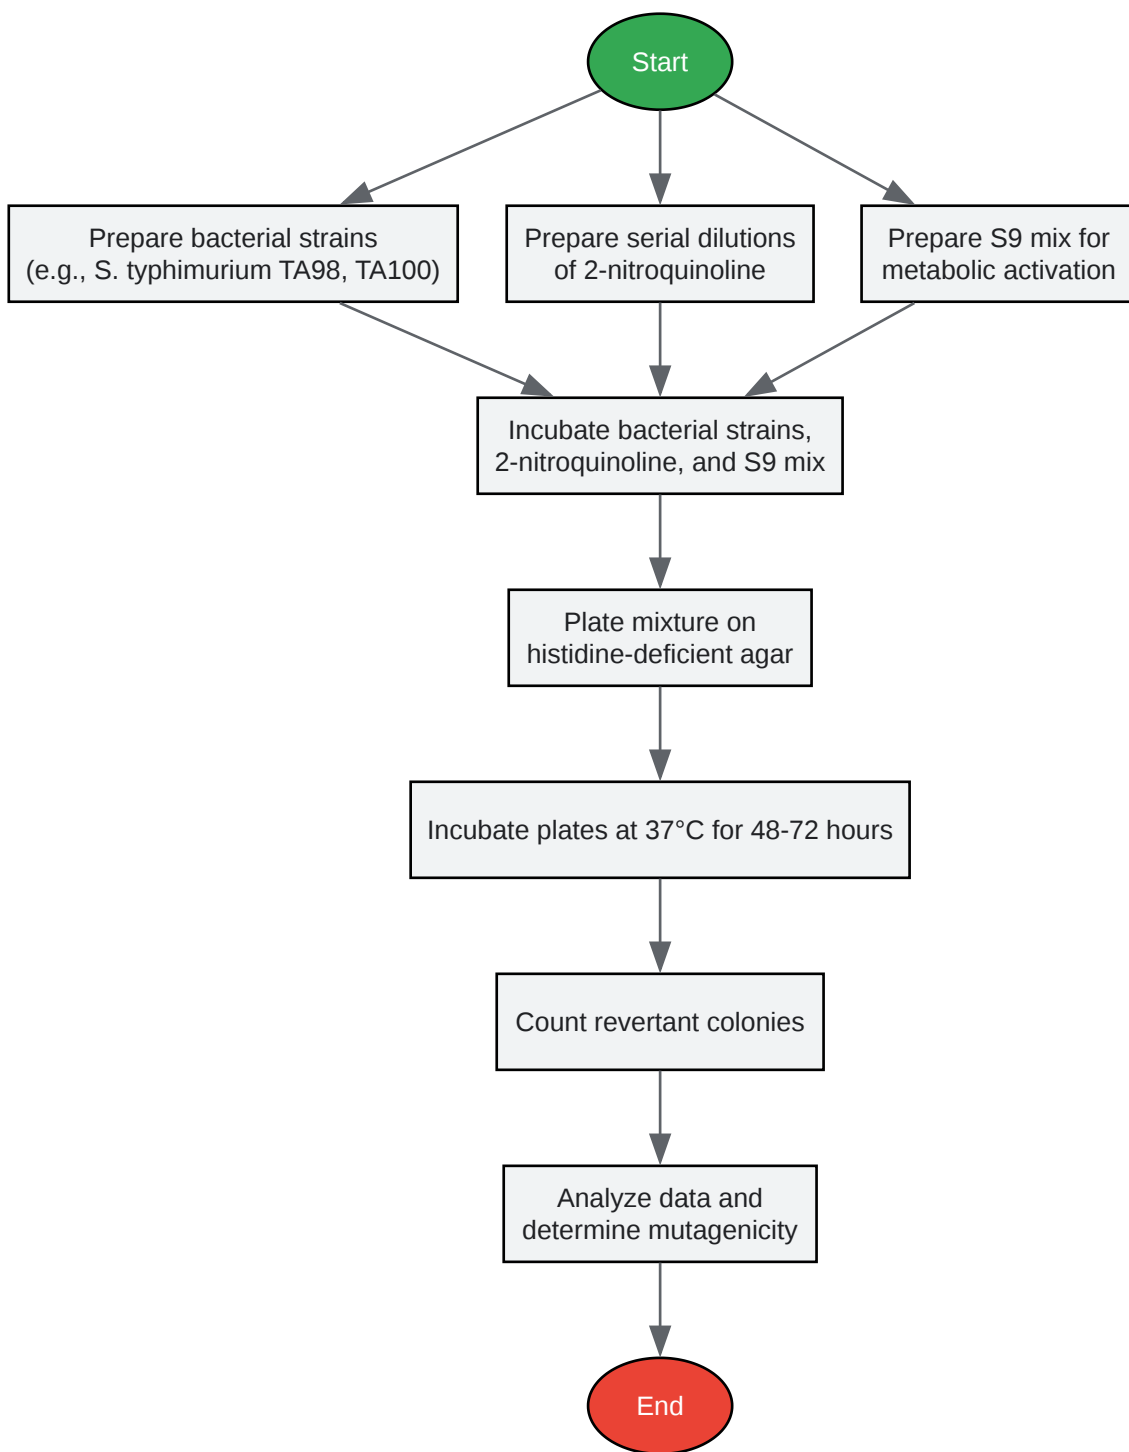 Start
Prepare bacterial strains
(e.g., S. typhimurium TA98, TA100)
Prepare serial dilutions
of 2-nitroquinoline
Prepare S9 mix for
metabolic activation
Incubate bacterial strains,
2-nitroquinoline, and S9 mix
Plate mixture on
histidine-deficient agar
Incubate plates at 37°C for 48-72 hours
Count revertant colonies
Analyze data and
determine mutagenicity
End